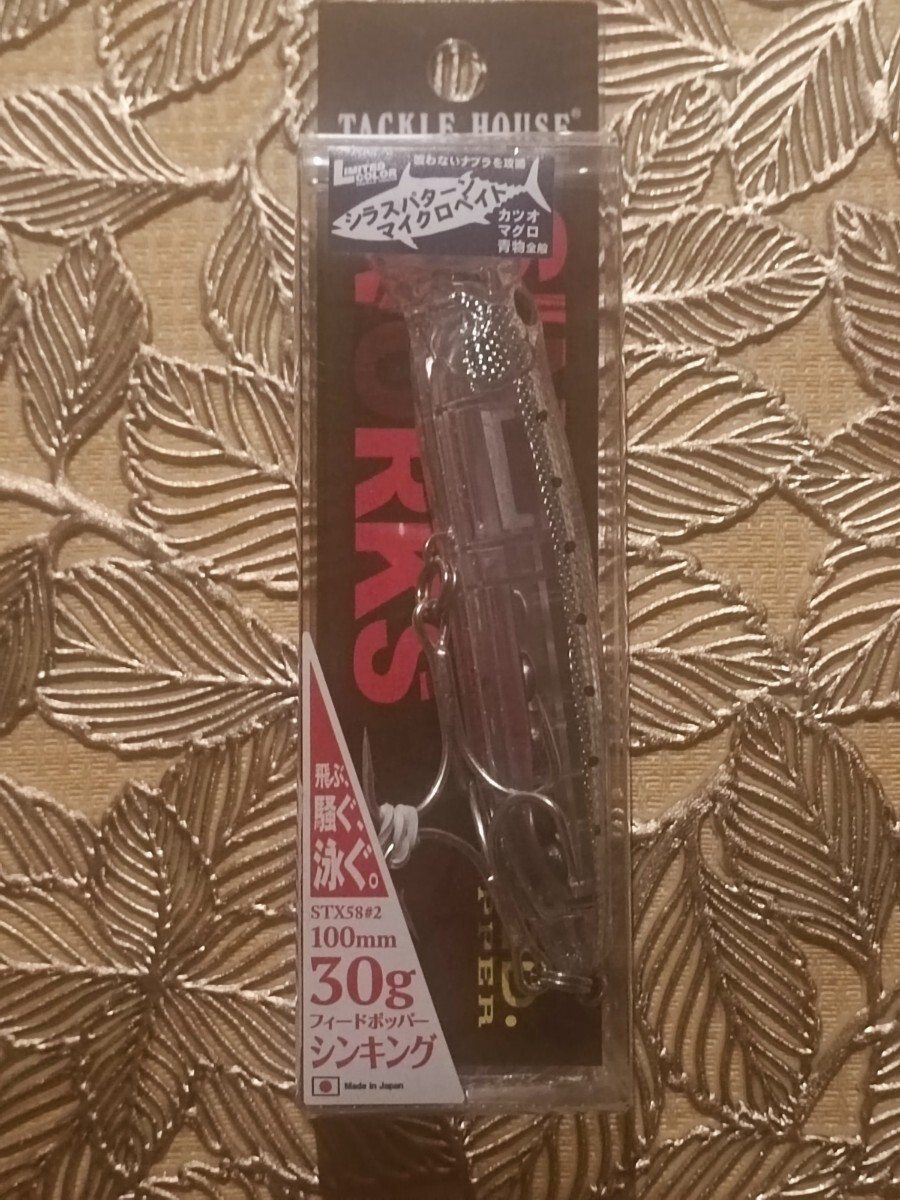 TACKLE HOUSE®
LIMITED COLOR
喰わないナブラを攻略
シラスパターン
マイクロベイト
カツオ
マグロ
青物全般
ORKS
飛ぶ、
騒ぐ、
泳ぐ。
STX58#2
100mm
30g
フィードポッパー
シンキング
Made in Japan
PPER